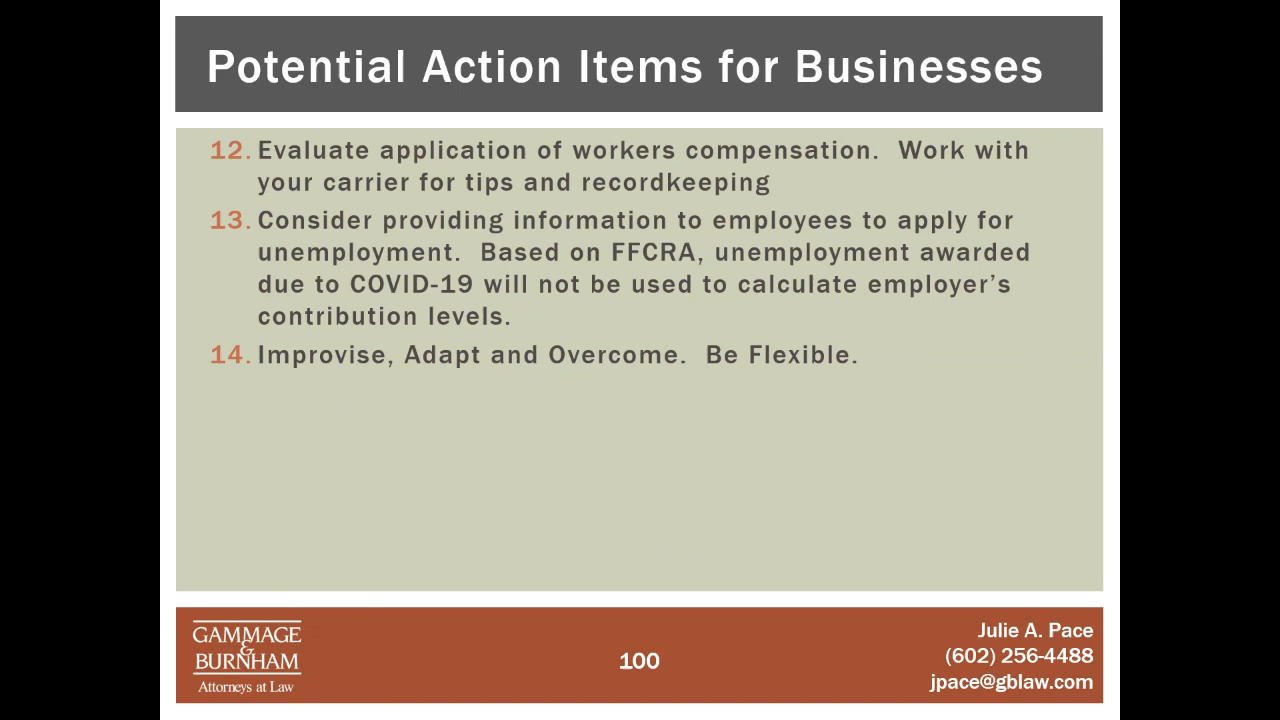 Potential Action Items for Businesses
12. Evaluate application of workers compensation.  Work with
your carrier for tips and recordkeeping
13. Consider providing information to employees to apply for
unemployment.  Based on FFCRA, unemployment awarded
due to COVID-19 will not be used to calculate employer’s
contribution levels.
14. Improvise, Adapt and Overcome.  Be Flexible.
GAMMAGE
&
BURNHAM
Attorneys at Law
100
Julie A. Pace
(602) 256-4488
jpace@gblaw.com